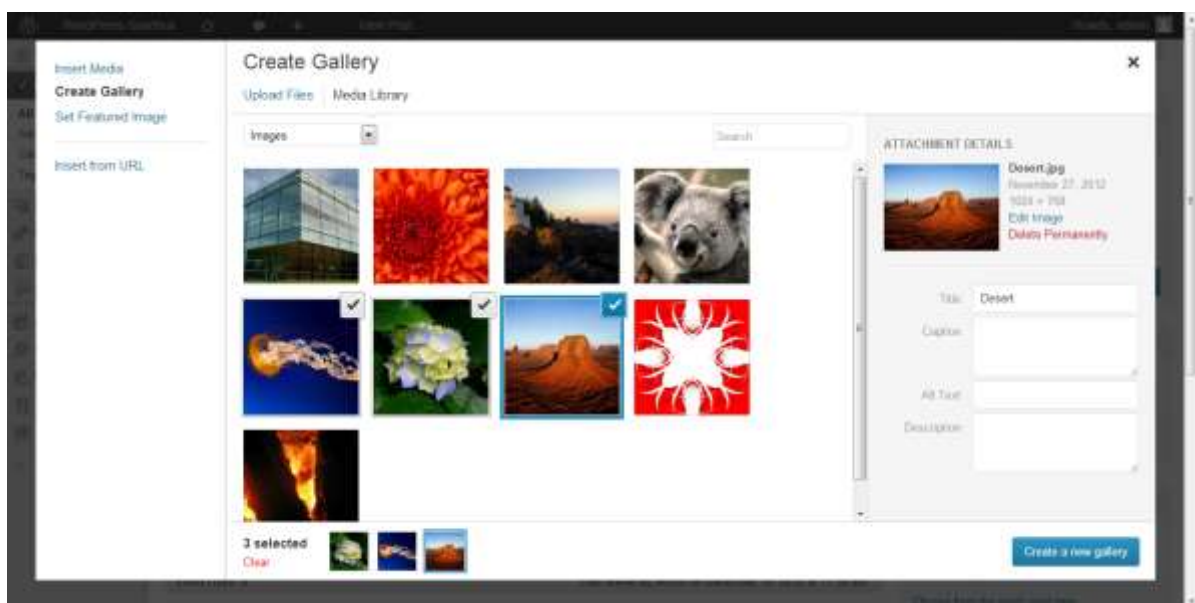 Insert Media
Create Gallery
Set Featured Image
Insert from URL
Create Gallery
Upload Files
Media Library
Images
Search
ATTACHMENT DETAILS
Desert.jpg
November 27, 2012
1024 × 768
Edit Image
Delete Permanently
Title
Desert
Caption
Alt Text
Description
3 selected
Clear
Create a new gallery